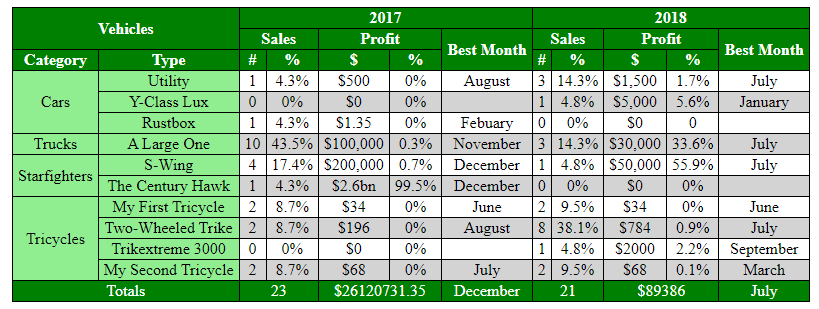 Vehicles 2017 2018
Sales Profit Best Month Sales Profit Best Month
Category Type # % $ % # % $ %
Cars Utility 1 4.3% $500 0% August 3 14.3% $1,500 1.7% July
Y-Class Lux 0 0% $0 0% 1 4.8% $5,000 5.6% January
Rustbox 1 4.3% $1.35 0% Febuary 0 0% $0 0
Trucks A Large One 10 43.5% $100,000 0.3% November 3 14.3% $30,000 33.6% July
Starfighters S-Wing 4 17.4% $200,000 0.7% December 1 4.8% $50,000 55.9% July
The Century Hawk 1 4.3% $2.6bn 99.5% December 0 0% $0 0%
Tricycles My First Tricycle 2 8.7% $34 0% June 2 9.5% $34 0% June
Two-Wheeled Trike 2 8.7% $196 0% August 8 38.1% $784 0.9% July
Trikextreme 3000 0 0% $0 0% 1 4.8% $2000 2.2% September
My Second Tricycle 2 8.7% $68 0% July 2 9.5% $68 0.1% March
Totals 23 $26120731.35 December 21 $89386 July